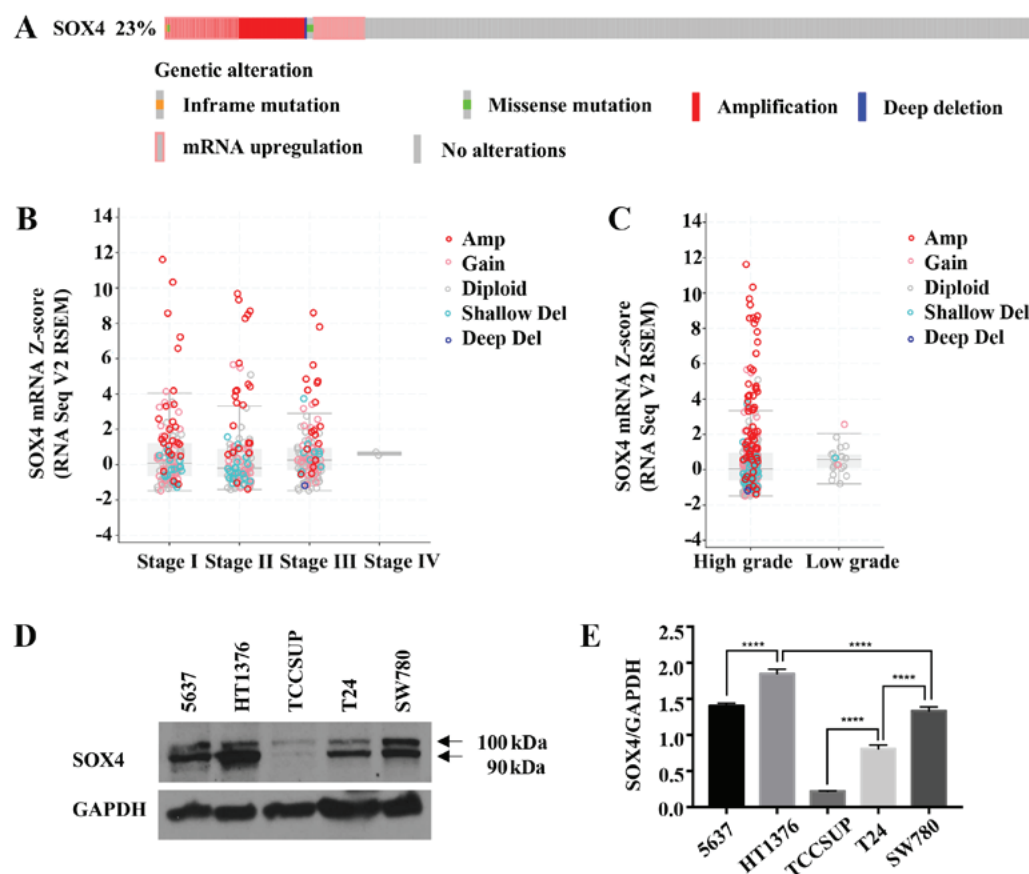 A
SOX4 23%
Genetic alteration
Inframe mutation
Missense mutation
Amplification
Deep deletion
mRNA upregulation
No alterations
B
SOX4 mRNA Z-score
(RNA Seq V2 RSEM)
14
12
10
8
6
4
2
0
-2
-4
Stage I Stage II Stage III Stage IV
Amp
Gain
Diploid
Shallow Del
Deep Del
C
SOX4 mRNA Z-score
(RNA Seq V2 RSEM)
14
12
10
8
6
4
2
0
-2
-4
High grade Low grade
Amp
Gain
Diploid
Shallow Del
Deep Del
D
5637
HT1376
TCCSUP
T24
SW780
SOX4
100 kDa
90 kDa
GAPDH
E
SOX4/GAPDH
2.5
2.0
1.5
1.0
0.5
0.0
****
****
****
****
5637
HT1376
TCCSUP
T24
SW780